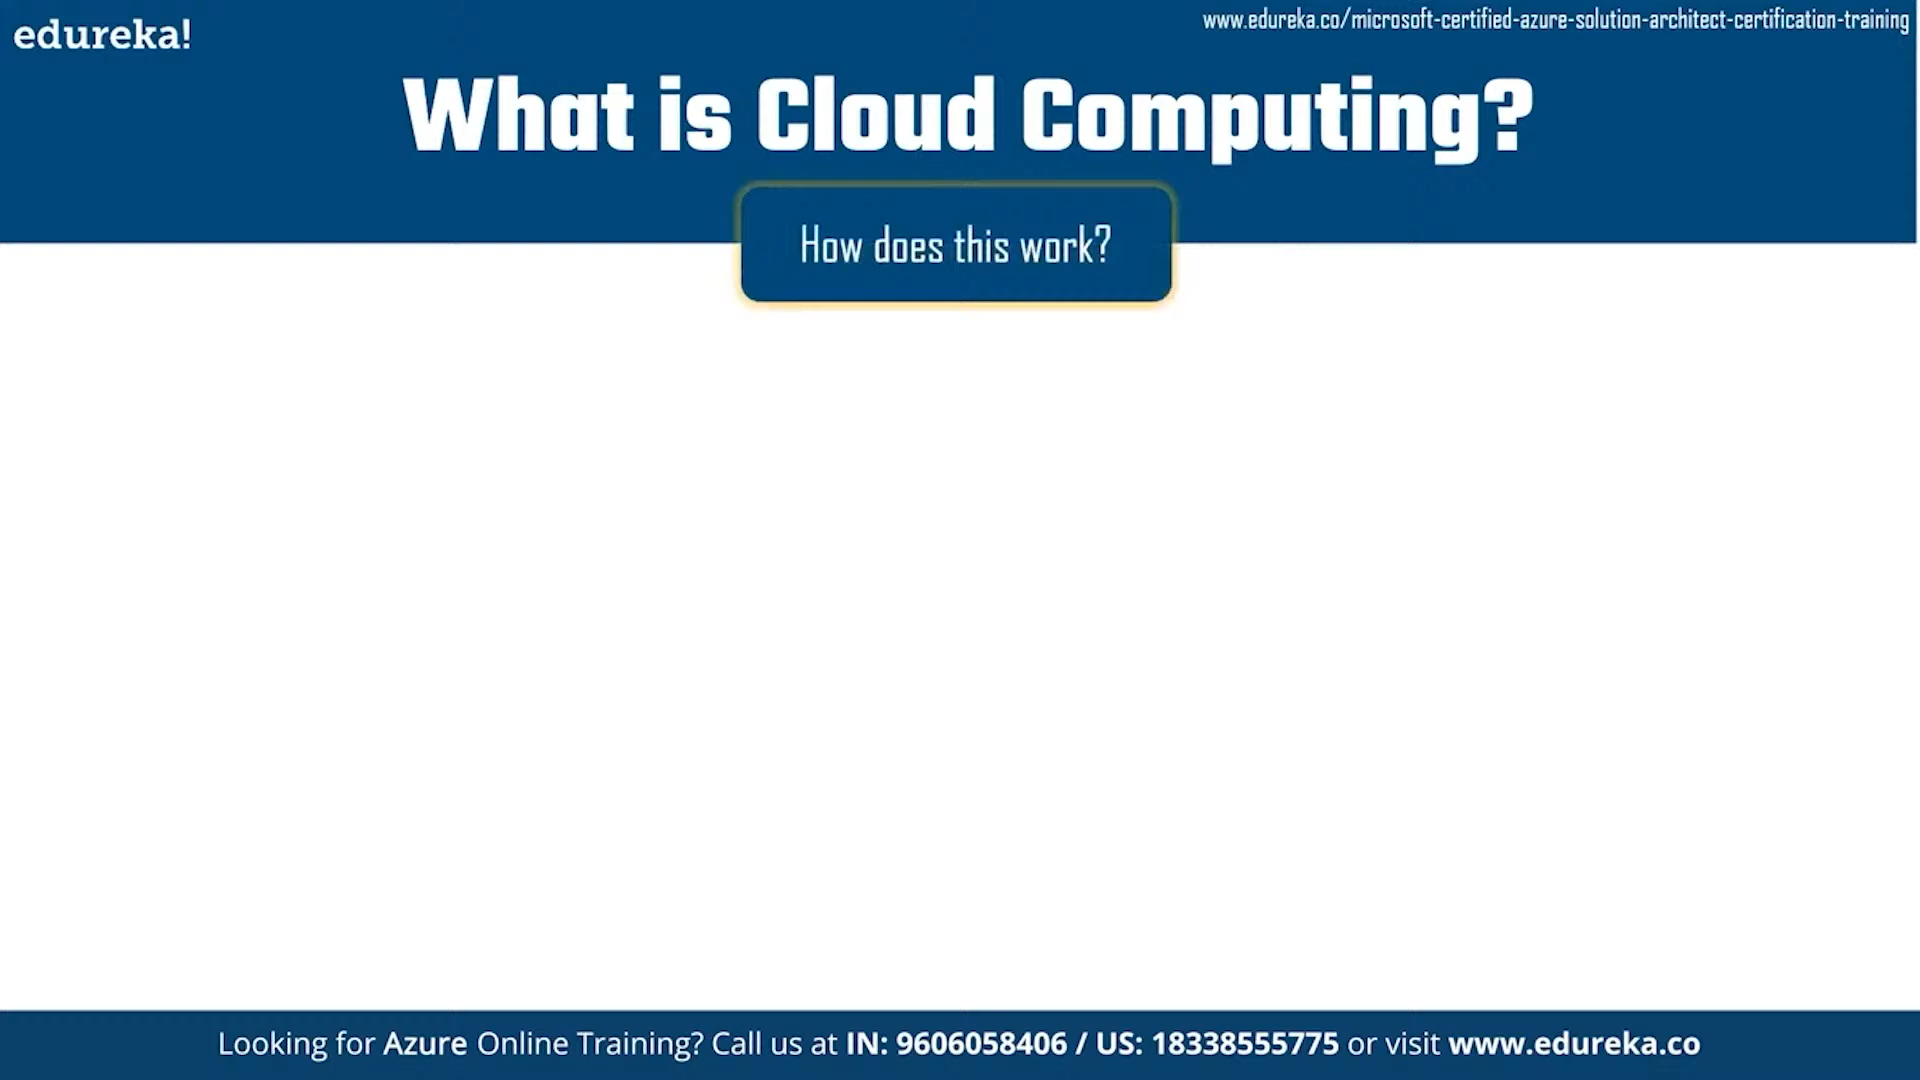 edureka!
www.edureka.co/microsoft-certified-azure-solution-architect-certification-training
What is Cloud Computing?
How does this work?
Looking for Azure Online Training? Call us at IN: 9606058406 / US: 18338555775 or visit www.edureka.co